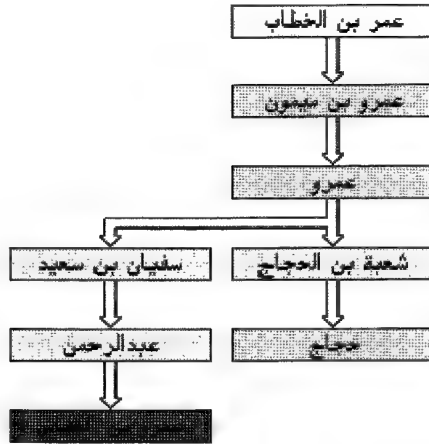 عمر بن الخطاب
عمرو بن ميمون
عمرو
شعبة بن الحجاج
سفيان بن سعيد
حجاج
عبدالرحمن